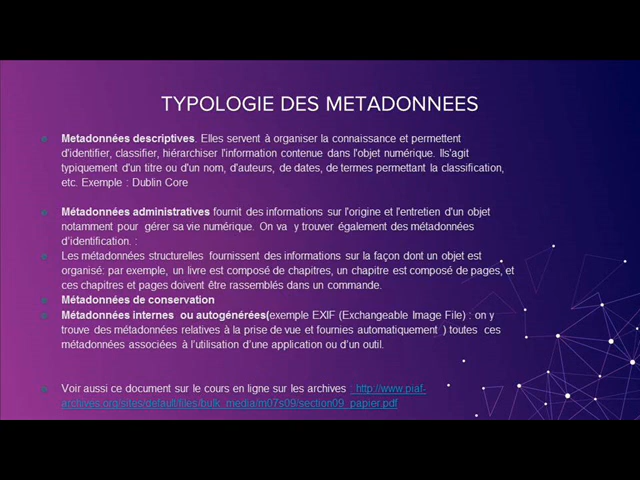 TYPOLOGIE DES METADONNEES
Metadonnées descriptives. Elles servent à organiser la connaissance et permettent
d'identifier, classifier, hiérarchiser l'information contenue dans l'objet numérique. Ils'agit
typiquement d'un titre ou d'un nom, d'auteurs, de dates, de termes permettant la classification,
etc. Exemple : Dublin Core
Métadonnées administratives fournit des informations sur l'origine et l'entretien d'un objet
notamment pour gérer sa vie numérique. On va y trouver également des métadonnées
d'identification. :
Les métadonnées structurelles fournissent des informations sur la façon dont un objet est
organisé: par exemple, un livre est composé de chapitres, un chapitre est composé de pages, et
ces chapitres et pages doivent être rassemblés dans un commande.
Métadonnées de conservation
Métadonnées internes ou autogénérées(exemple EXIF (Exchangeable Image File) : on y
trouve des métadonnées relatives à la prise de vue et fournies automatiquement ) toutes ces
métadonnées associées à l'utilisation d'une application ou d'un outil.
Voir aussi ce document sur le cours en ligne sur les archives : http://www.piaf-
archives.org/sites/default/files/bulk_media/m07s09/section09_papier.pdf